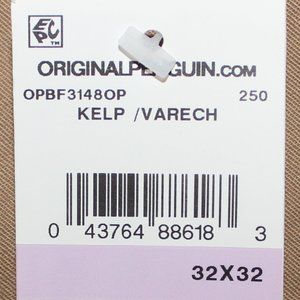 ORIGINALPENGUIN.COM
OPBF3148OP 250
KELP /VARECH
0 43764 88618 3
32X32